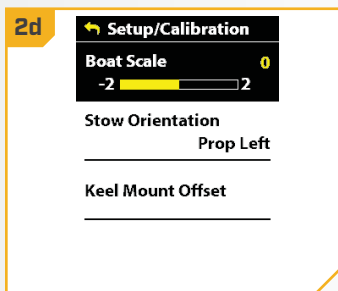 2d
Setup/Calibration
Boat Scale 0
-2 2
Stow Orientation
Prop Left
Keel Mount Offset